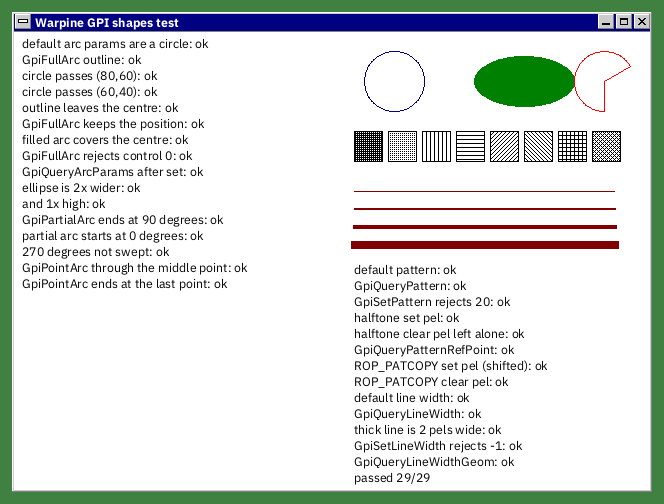 Warpine GPI shapes test
default arc params are a circle: ok
GpiFullArc outline: ok
circle passes (80,60): ok
circle passes (60,40): ok
outline leaves the centre: ok
GpiFullArc keeps the position: ok
filled arc covers the centre: ok
GpiFullArc rejects control 0: ok
GpiQueryArcParams after set: ok
ellipse is 2x wider: ok
and 1x high: ok
GpiPartialArc ends at 90 degrees: ok
partial arc starts at 0 degrees: ok
270 degrees not swept: ok
GpiPointArc through the middle point: ok
GpiPointArc ends at the last point: ok
default pattern: ok
GpiQueryPattern: ok
GpiSetPattern rejects 20: ok
halftone set pel: ok
halftone clear pel left alone: ok
GpiQueryPatternRefPoint: ok
ROP_PATCOPY set pel (shifted): ok
ROP_PATCOPY clear pel: ok
default line width: ok
GpiQueryLineWidth: ok
thick line is 2 pels wide: ok
GpiSetLineWidth rejects -1: ok
GpiQueryLineWidthGeom: ok
passed 29/29